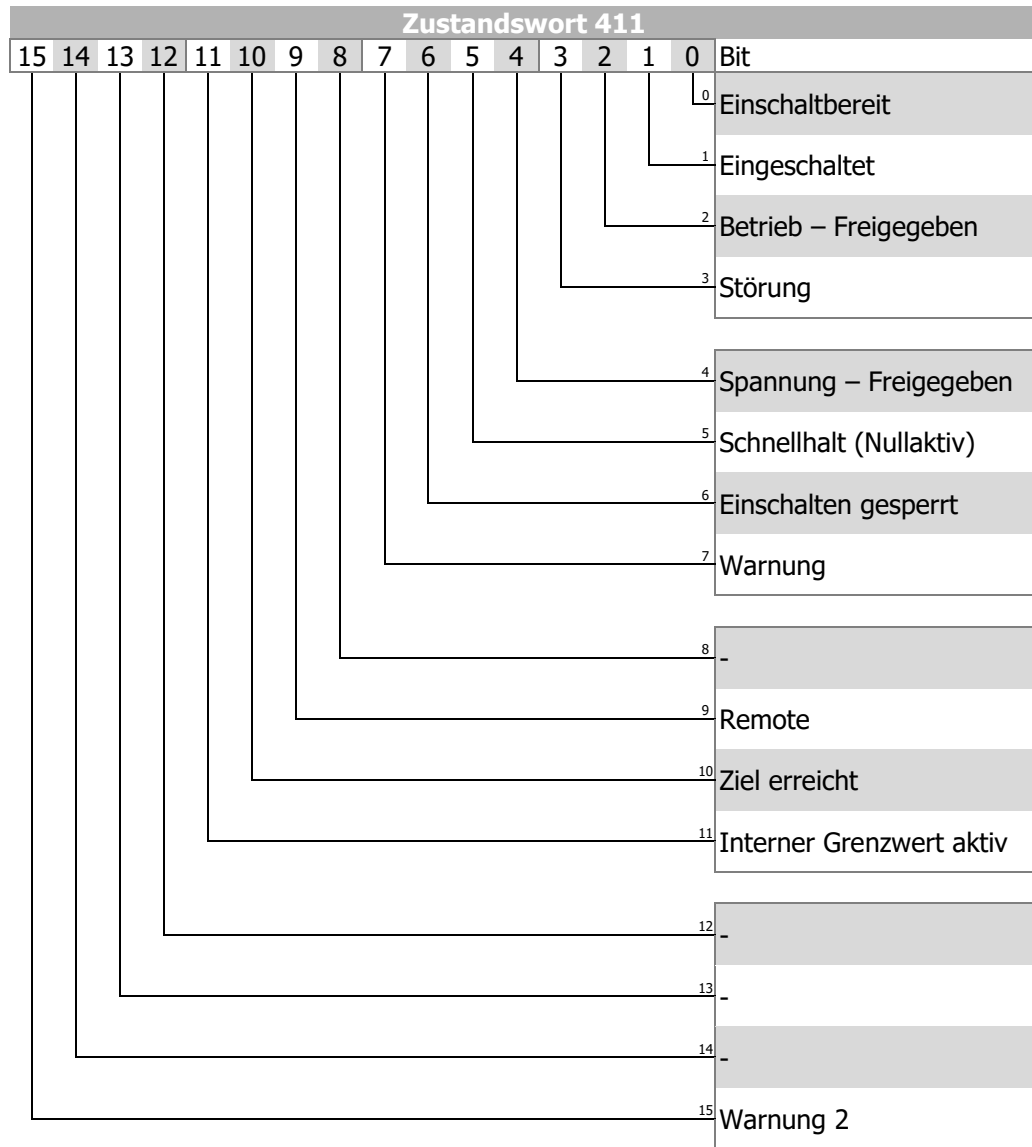 Zustandswort 411
15 14 13 12 11 10 9 8 7 6 5 4 3 2 1 0 Bit
0 Einschaltbereit
1 Eingeschaltet
2 Betrieb – Freigegeben
3 Störung
4 Spannung – Freigegeben
5 Schnellhalt (Nullaktiv)
6 Einschalten gesperrt
7 Warnung
8 -
9 Remote
10 Ziel erreicht
11 Interner Grenzwert aktiv
12 -
13 -
14 -
15 Warnung 2